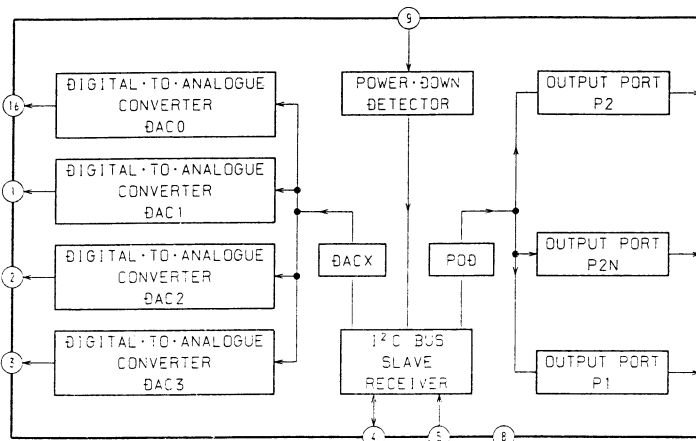 9
DIGITAL·TO·ANALOGUE
CONVERTER
DAC0
16
POWER·DOWN
DETECTOR
OUTPUT PORT
P2
DIGITAL·TO·ANALOGUE
CONVERTER
DAC1
1
DACX
POD
OUTPUT PORT
P2N
DIGITAL·TO·ANALOGUE
CONVERTER
DAC2
2
DIGITAL·TO·ANALOGUE
CONVERTER
DAC3
3
I²C BUS
SLAVE
RECEIVER
OUTPUT PORT
P1
4
5
8